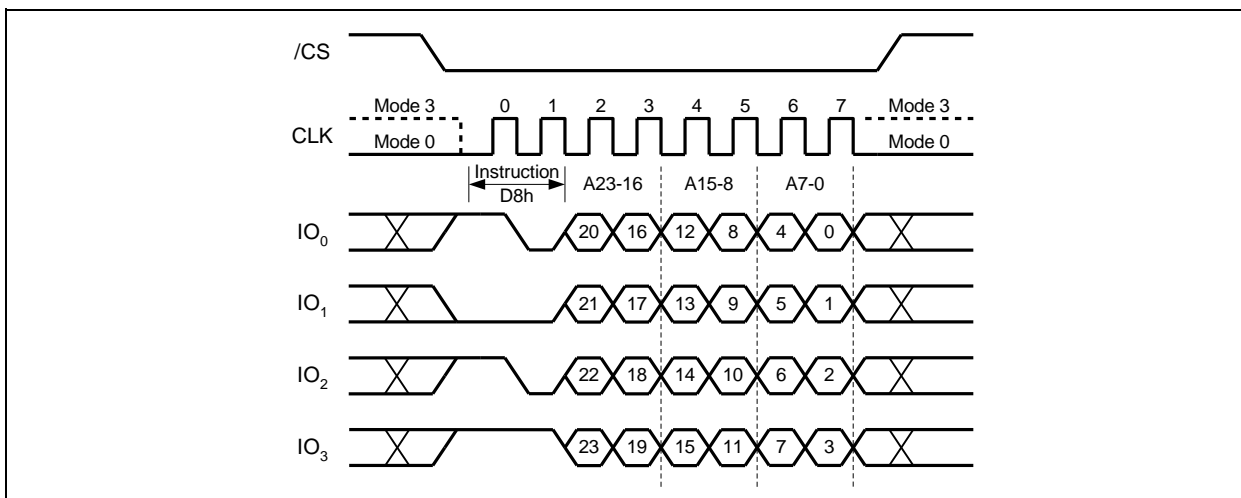 /CS
Mode 3 0 1 2 3 4 5 6 7 Mode 3
CLK
Mode 0 Mode 0
Instruction
D8h A23-16 A15-8 A7-0
IO0 20 16 12 8 4 0
IO1 21 17 13 9 5 1
IO2 22 18 14 10 6 2
IO3 23 19 15 11 7 3